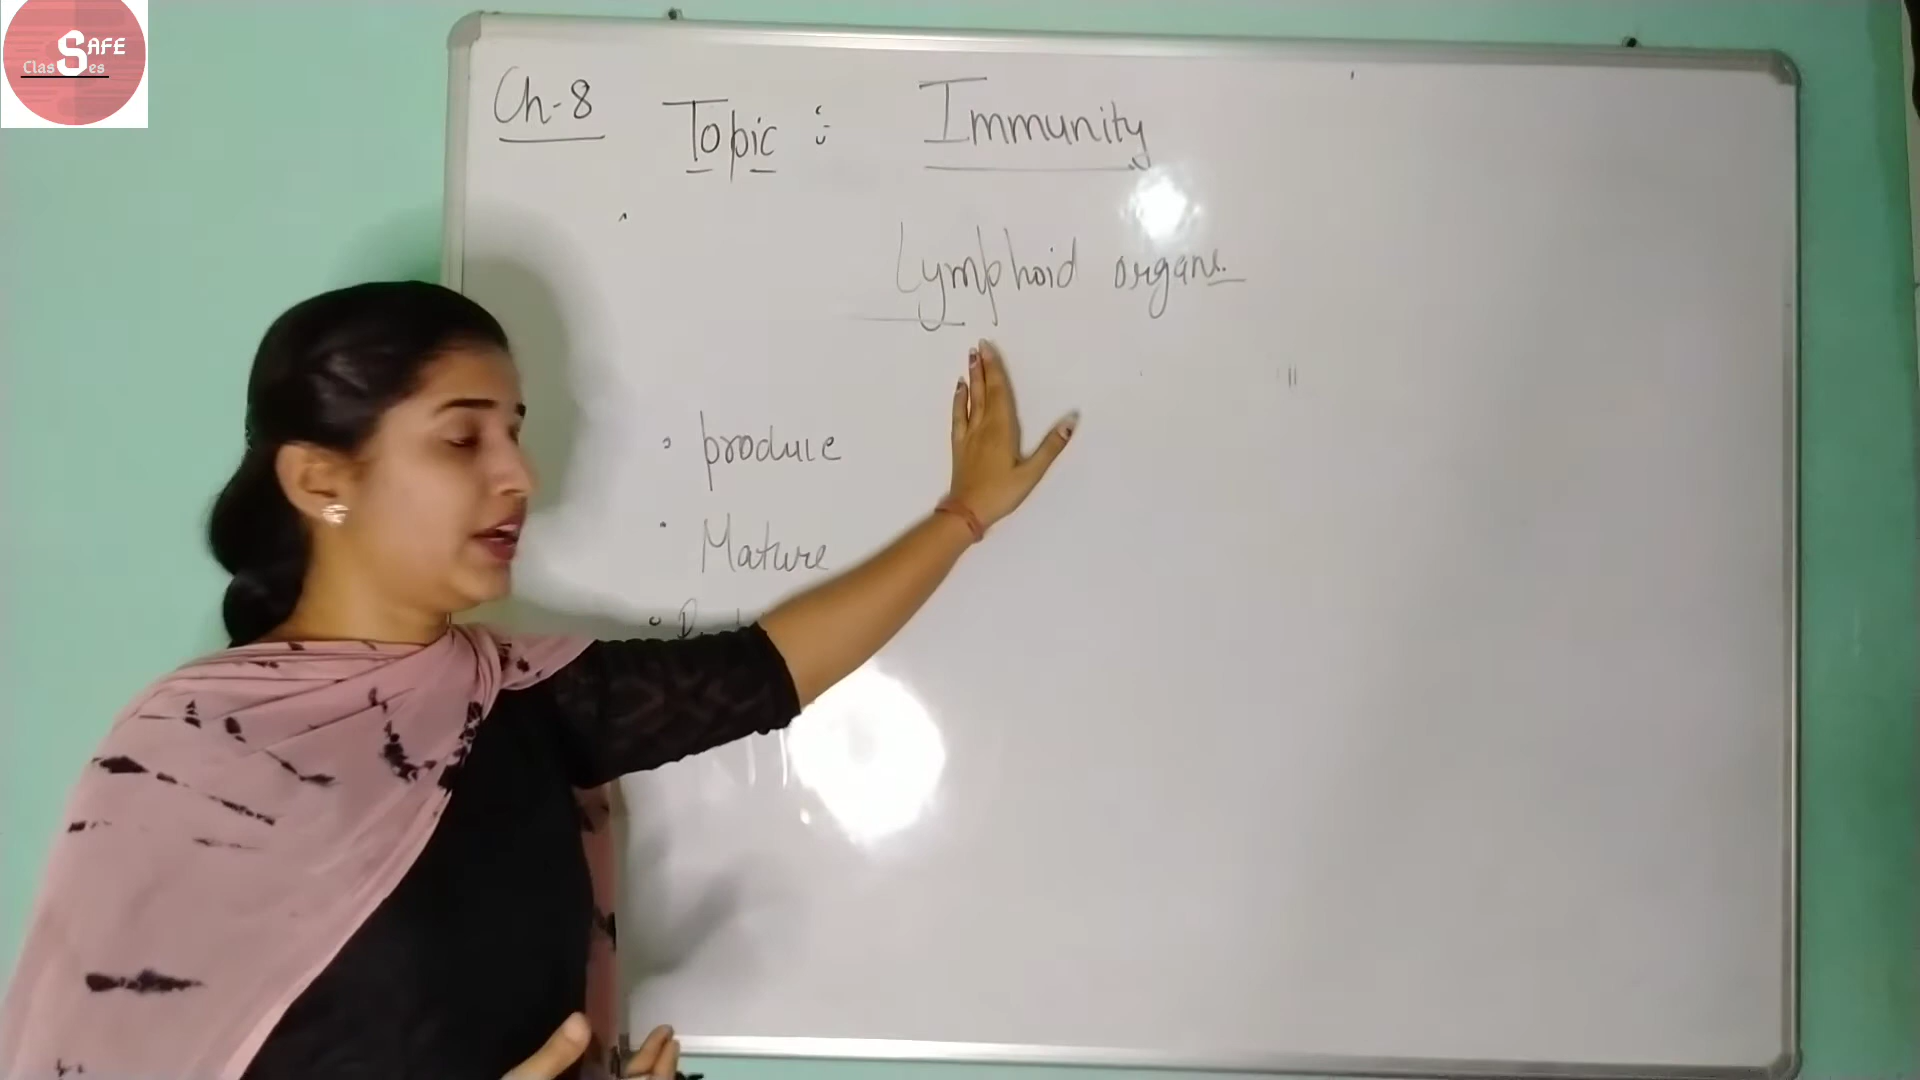 SAFE
Classes
Ch-8
Topic : Immunity
Lymphoid organs.
produce
Mature